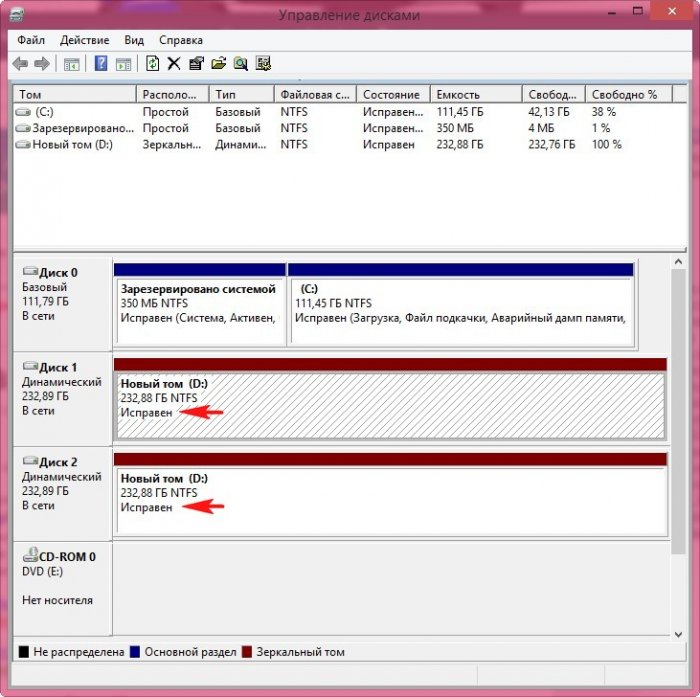 Управление дисками
Файл Действие Вид Справка
Том Располо... Тип Файловая с... Состояние Емкость Свобод... Свободно %
(C:) Простой Базовый NTFS Исправен... 111,45 ГБ 42,13 ГБ 38 %
Зарезервировано... Простой Базовый NTFS Исправен... 350 МБ 4 МБ 1 %
Новый том (D:) Зеркальн... Динами... NTFS Исправен 232,88 ГБ 232,76 ГБ 100 %
Диск 0
Базовый
111,79 ГБ
В сети
Зарезервировано системой
350 МБ NTFS
Исправен (Система, Активен,
(C:)
111,45 ГБ NTFS
Исправен (Загрузка, Файл подкачки, Аварийный дамп памяти,
Диск 1
Динамический
232,89 ГБ
В сети
Новый том (D:)
232,88 ГБ NTFS
Исправен
Диск 2
Динамический
232,89 ГБ
В сети
Новый том (D:)
232,88 ГБ NTFS
Исправен
CD-ROM 0
DVD (E:)
Нет носителя
Не распределена Основной раздел Зеркальный том